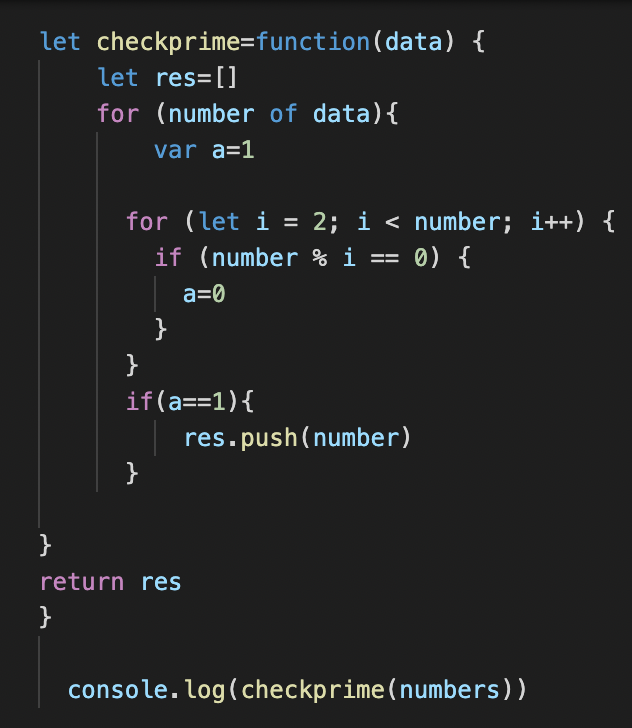 let checkprime=function(data) {
    let res=[]
    for (number of data){
        var a=1
      for (let i = 2; i < number; i++) {
        if (number % i == 0) {
          a=0
        }
      }
      if(a==1){
          res.push(number)
      }
}
return res
}
  console.log(checkprime(numbers))